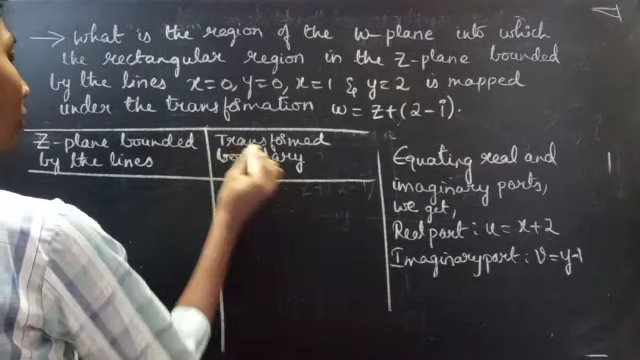 → What is the region of the w-plane into which
the rectangular region in the Z-plane bounded
by the lines x=0, y=0, x=1 & y=2 is mapped
under the transformation w = z+(2-i).
Z-plane bounded
by the lines
Transformed
boundary
Equating real and
imaginary parts,
we get,
Real part : u = x+2
Imaginary part : v = y-1